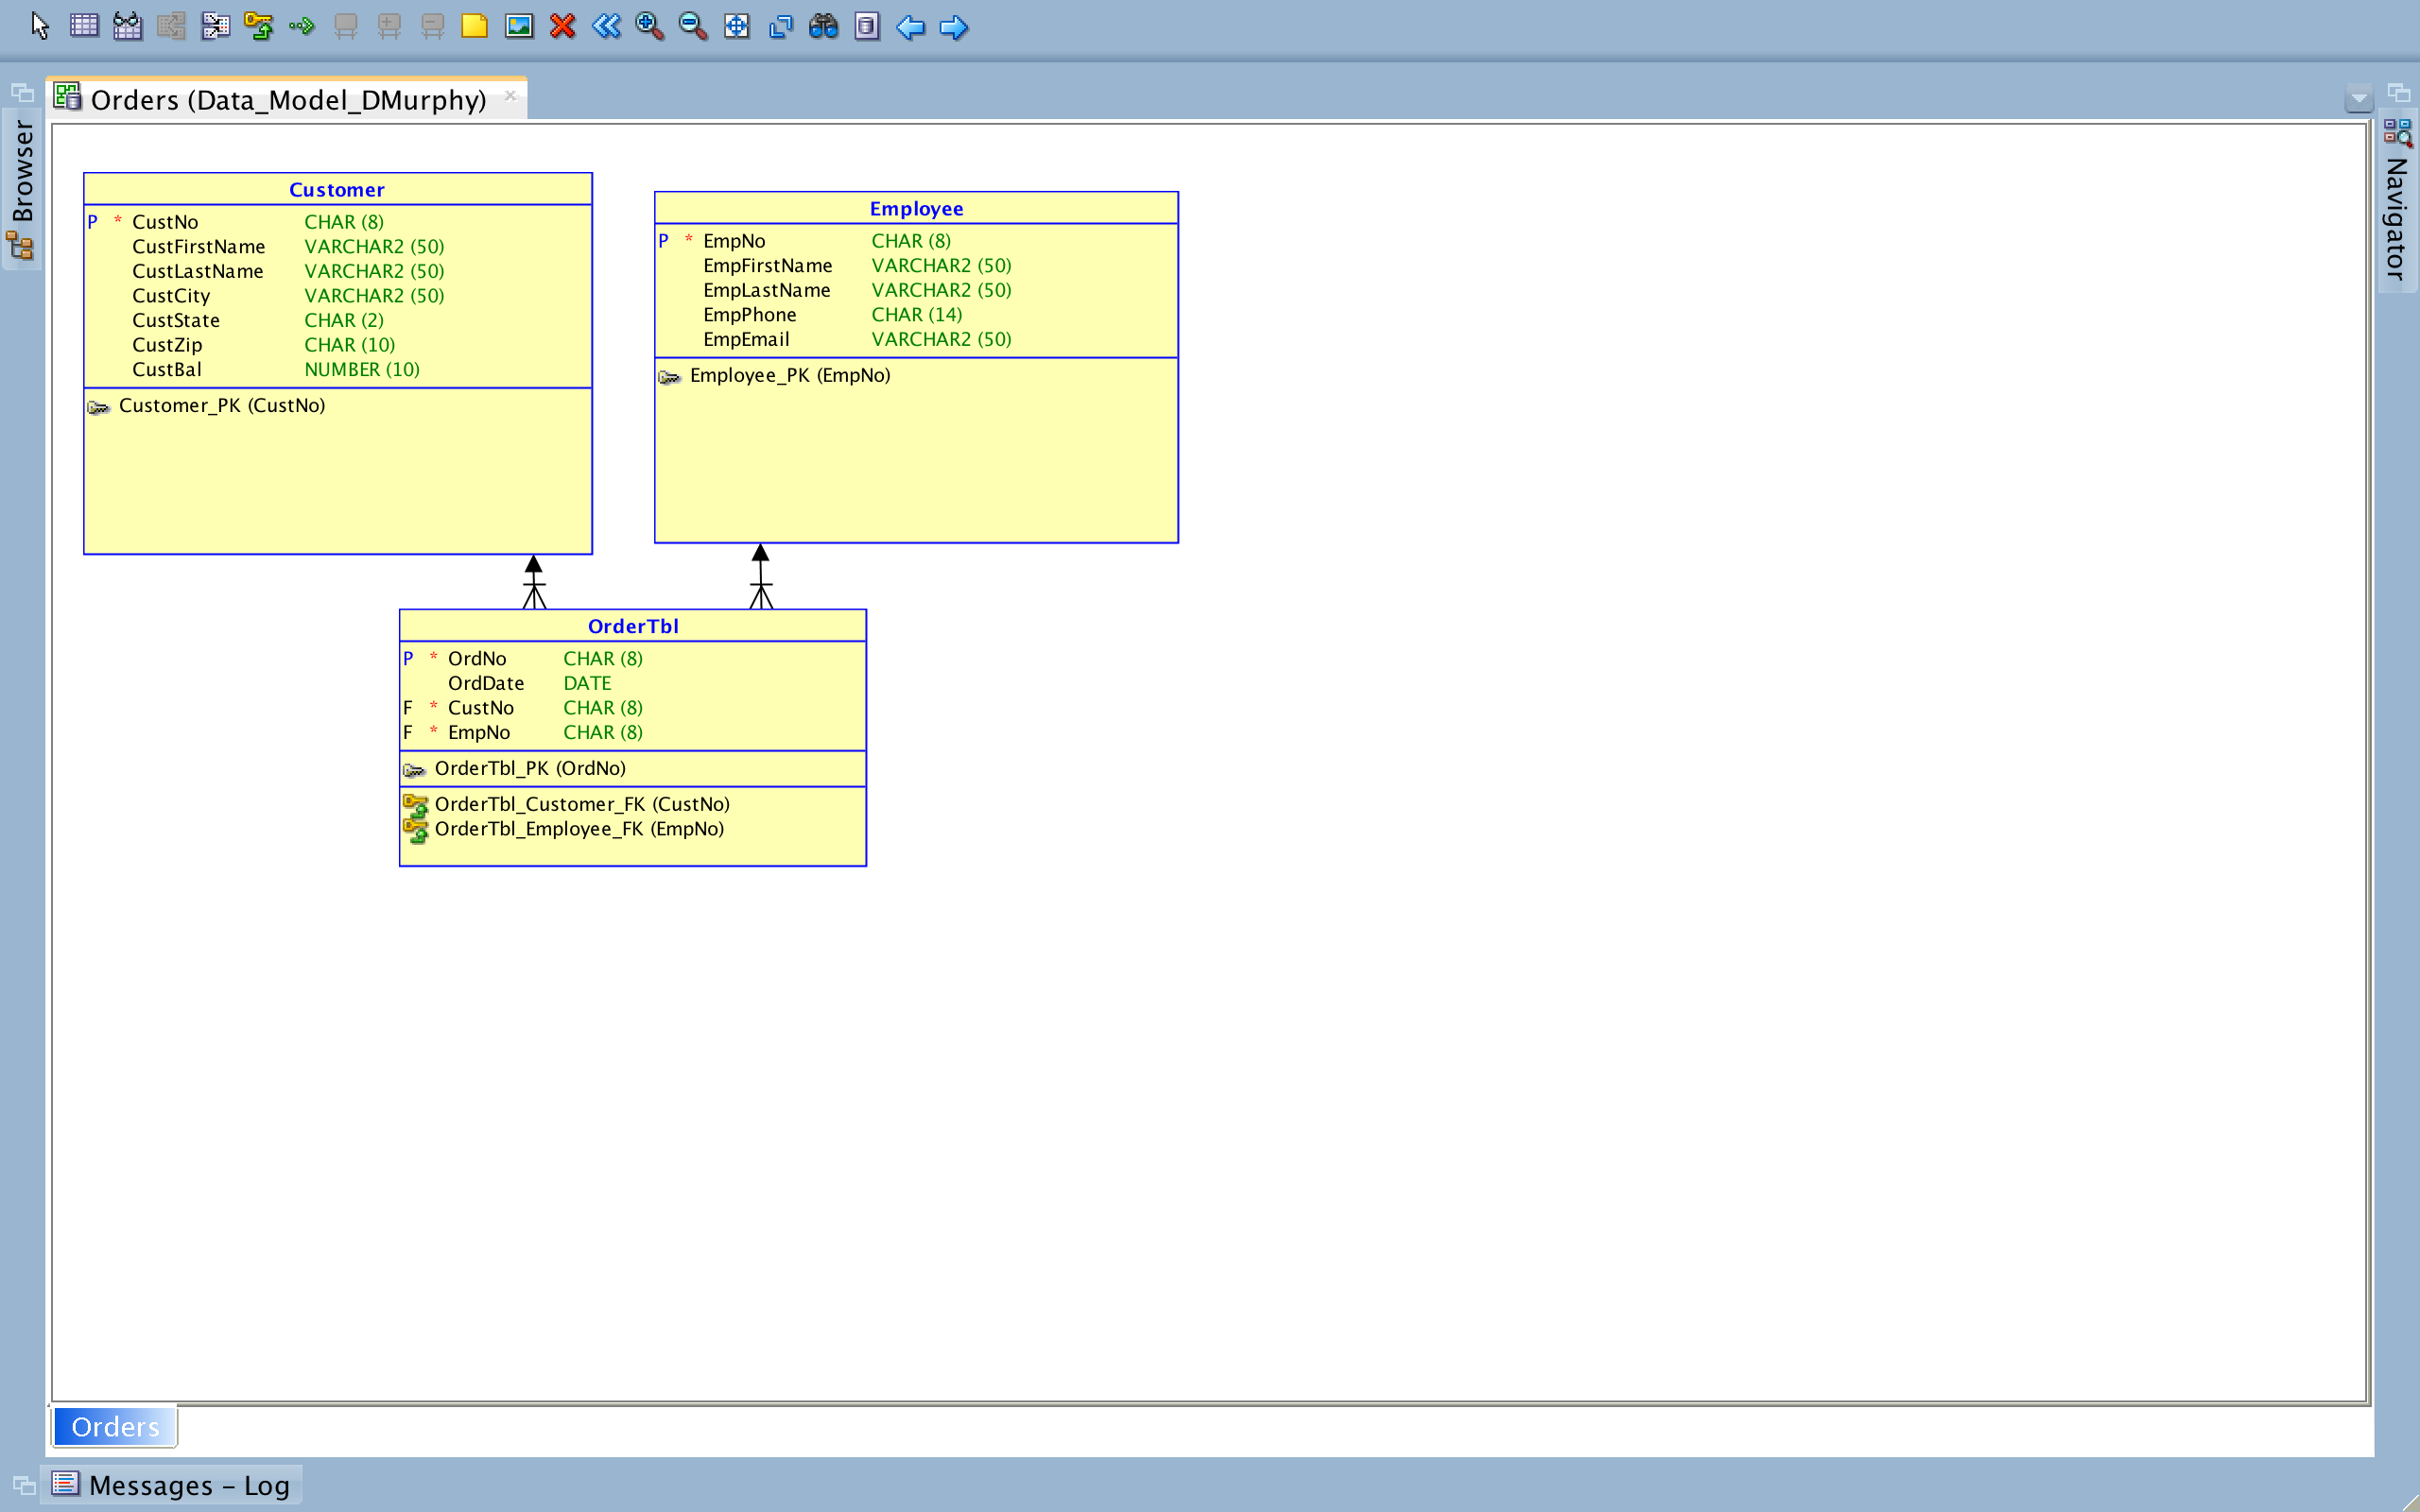 Orders (Data_Model_DMurphy)
Browser
Navigator
Customer
P * CustNo CHAR (8)
CustFirstName VARCHAR2 (50)
CustLastName VARCHAR2 (50)
CustCity VARCHAR2 (50)
CustState CHAR (2)
CustZip CHAR (10)
CustBal NUMBER (10)
Customer_PK (CustNo)
Employee
P * EmpNo CHAR (8)
EmpFirstName VARCHAR2 (50)
EmpLastName VARCHAR2 (50)
EmpPhone CHAR (14)
EmpEmail VARCHAR2 (50)
Employee_PK (EmpNo)
OrderTbl
P * OrdNo CHAR (8)
OrdDate DATE
F * CustNo CHAR (8)
F * EmpNo CHAR (8)
OrderTbl_PK (OrdNo)
OrderTbl_Customer_FK (CustNo)
OrderTbl_Employee_FK (EmpNo)
Orders
Messages - Log